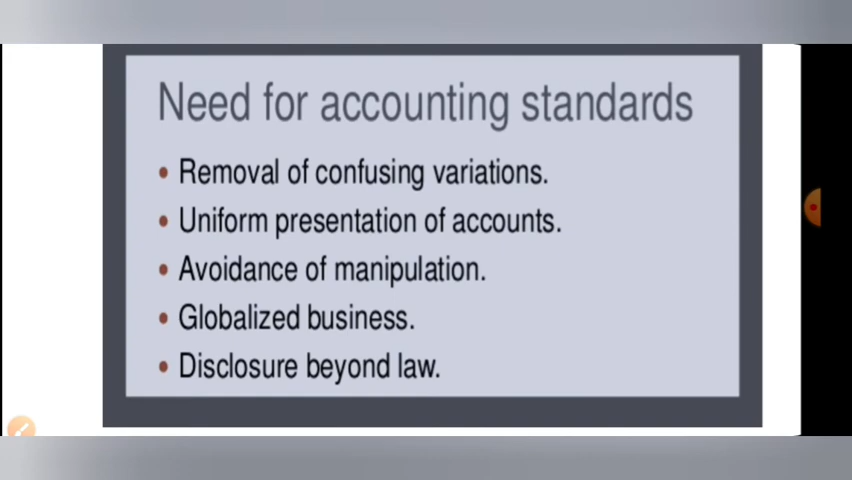 Need for accounting standards
• Removal of confusing variations.
• Uniform presentation of accounts.
• Avoidance of manipulation.
• Globalized business.
• Disclosure beyond law.